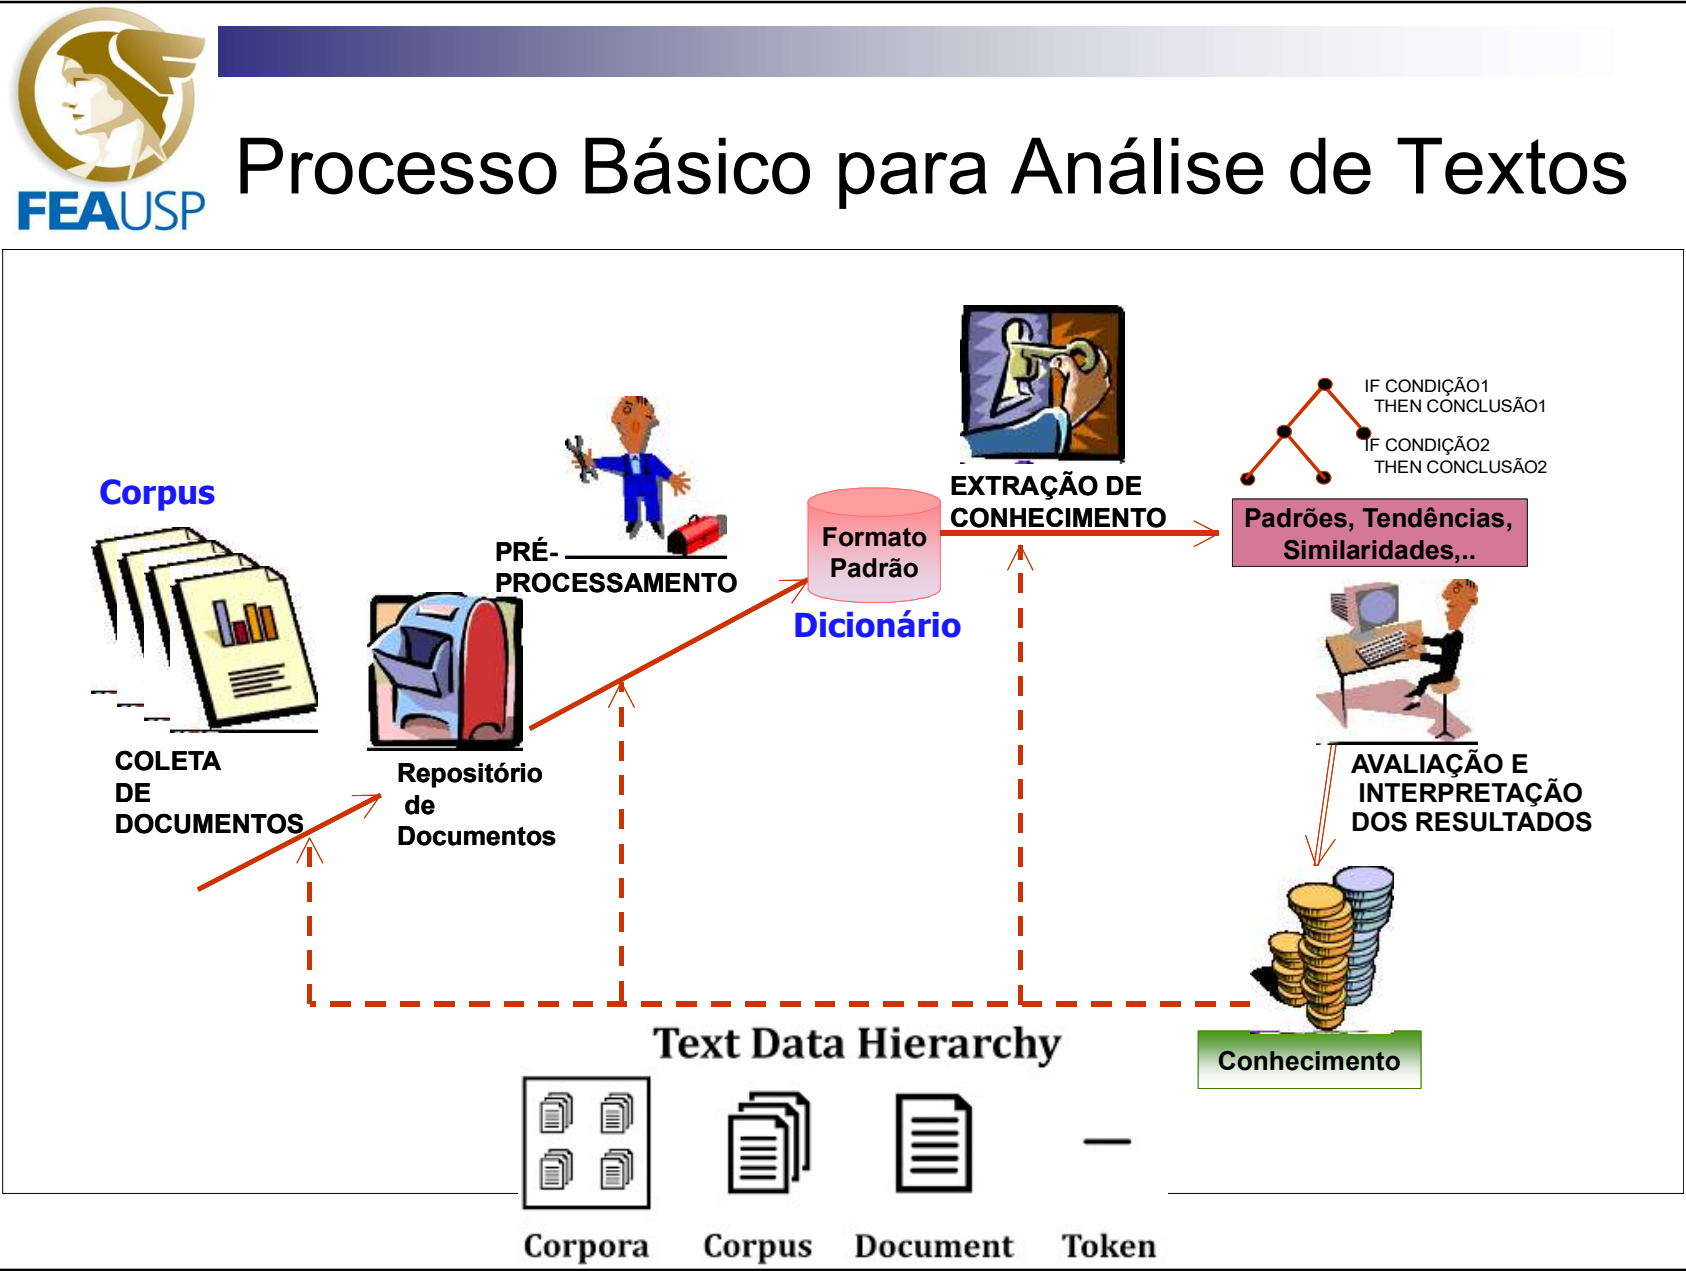 FEAUSP
Processo Básico para Análise de Textos
Corpus
COLETA
DE
DOCUMENTOS
Repositório
de
Documentos
PRÉ-
PROCESSAMENTO
Formato
Padrão
Dicionário
EXTRAÇÃO DE
CONHECIMENTO
IF CONDIÇÃO1
THEN CONCLUSÃO1
IF CONDIÇÃO2
THEN CONCLUSÃO2
Padrões, Tendências,
Similaridades,..
AVALIAÇÃO E
INTERPRETAÇÃO
DOS RESULTADOS
Conhecimento
Text Data Hierarchy
Corpora Corpus Document Token